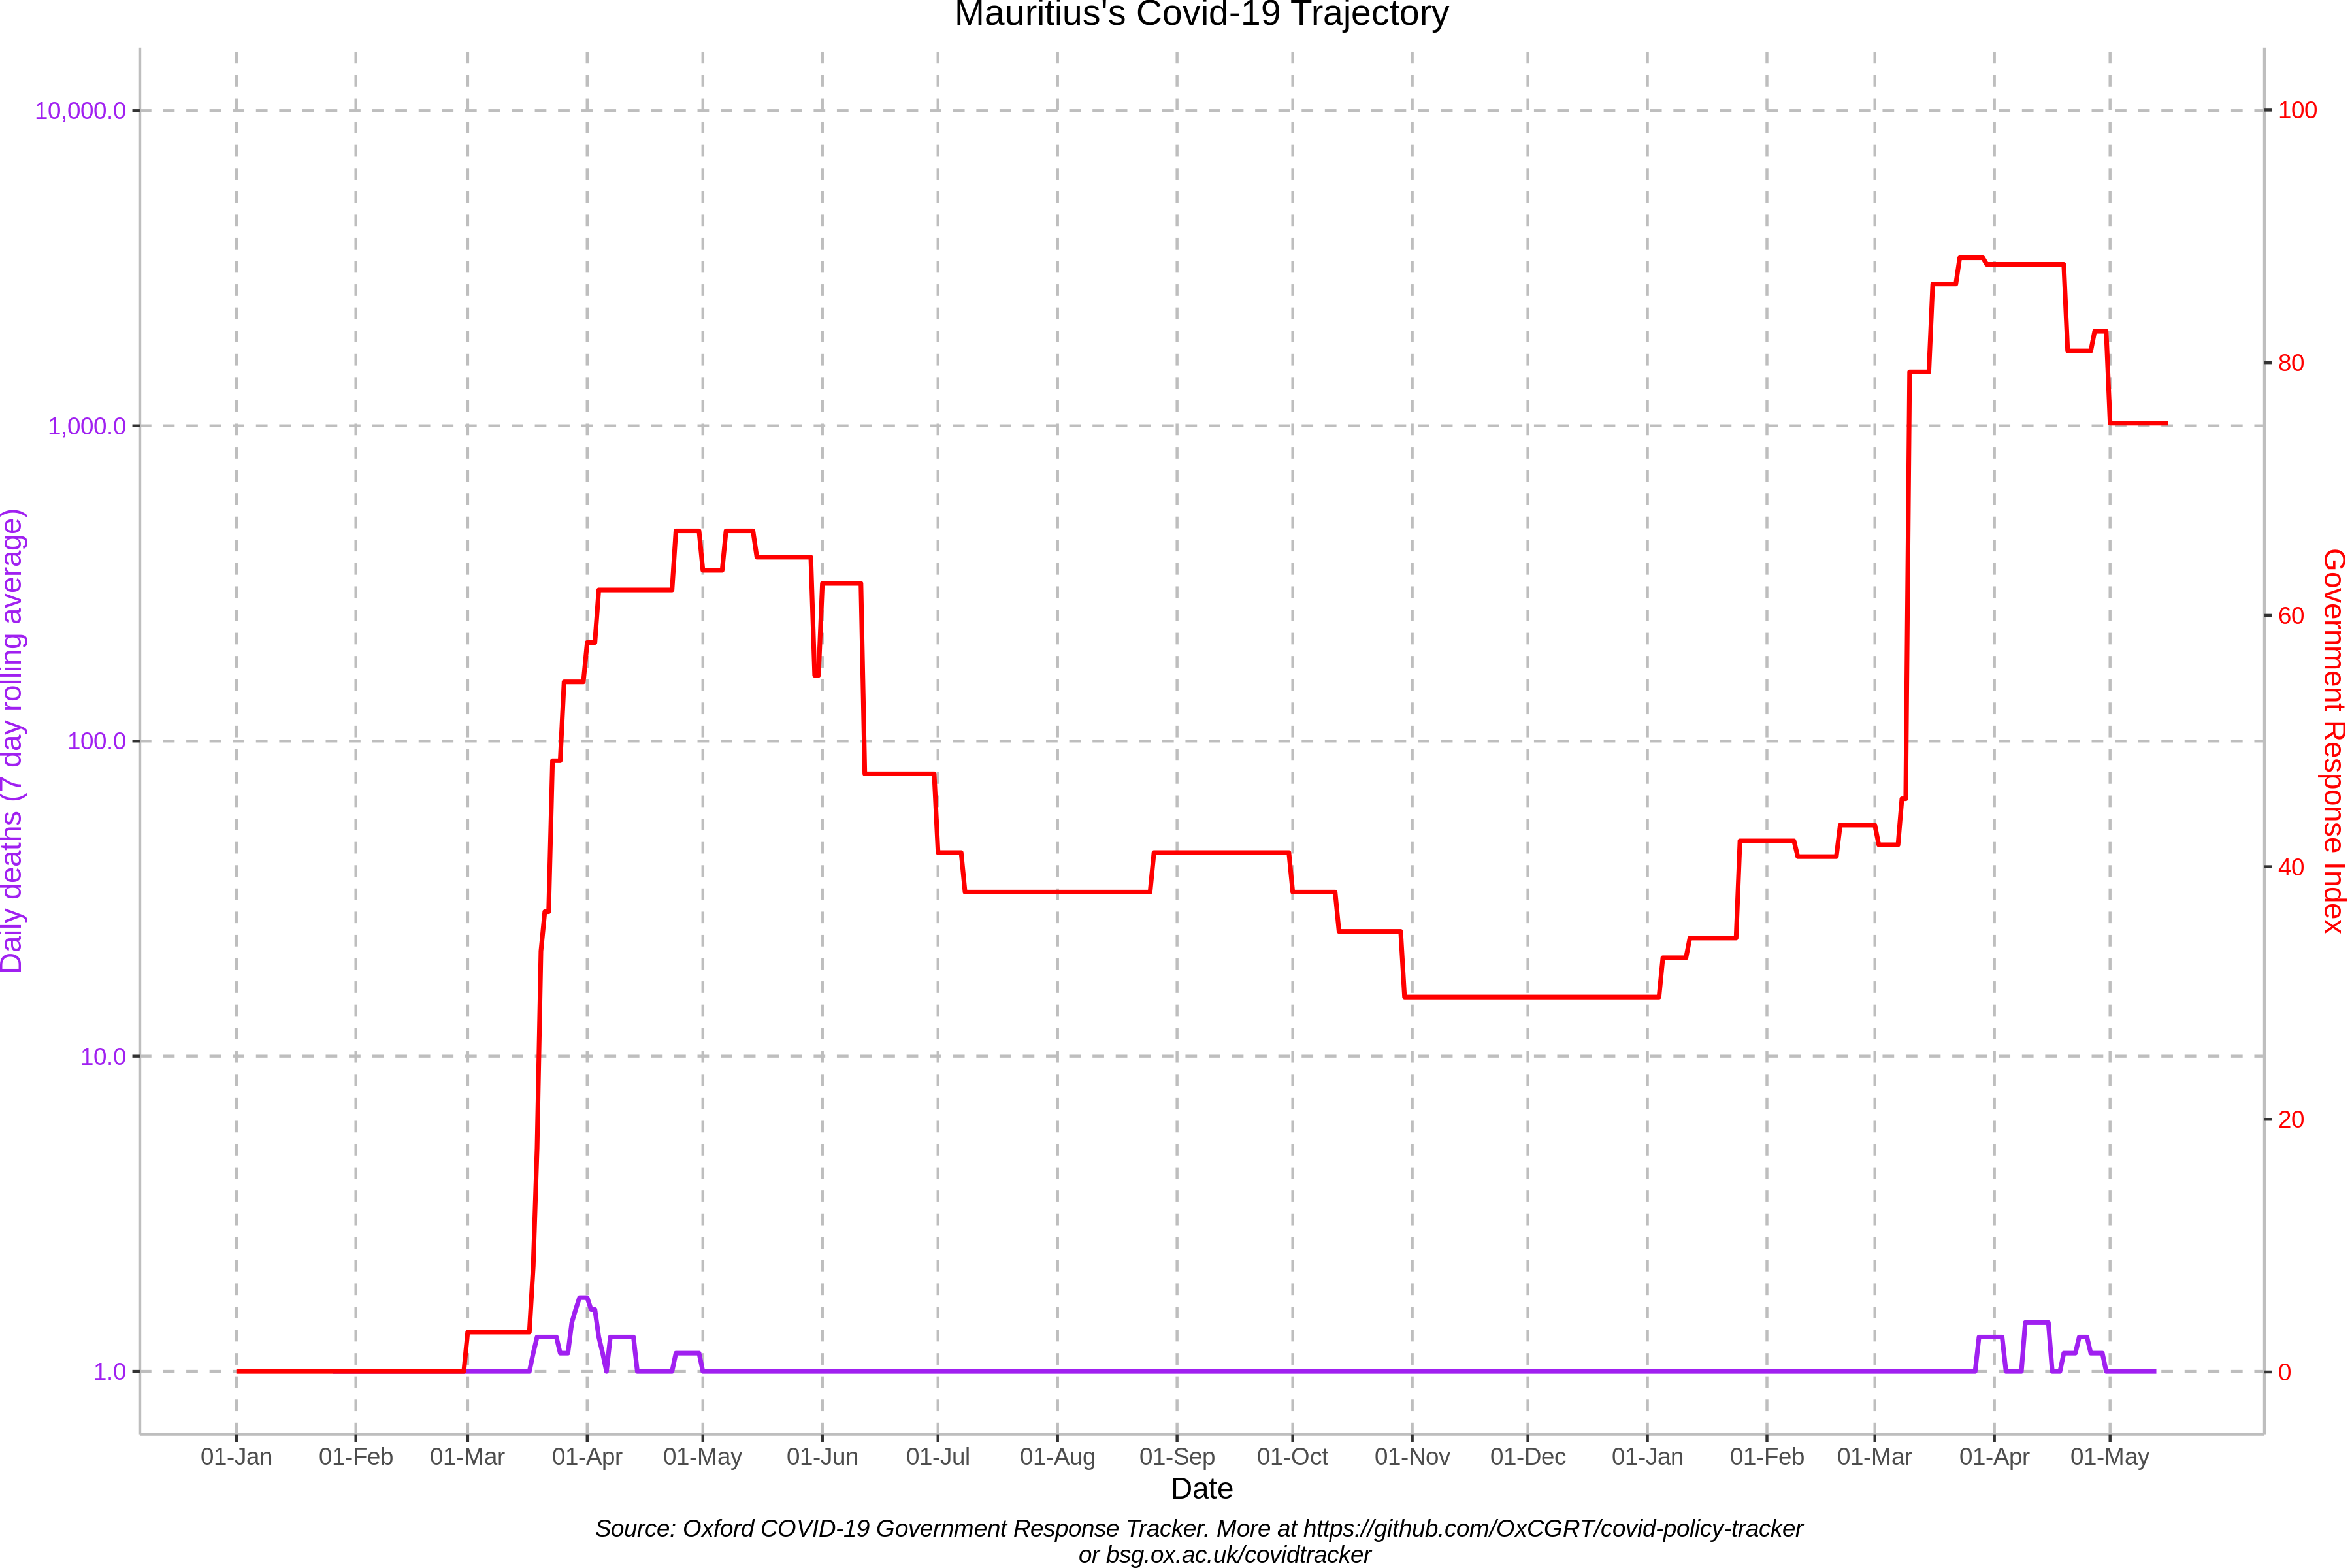 Mauritius's Covid-19 Trajectory
10,000.0
1,000.0
100.0
10.0
1.0
Daily deaths (7 day rolling average)
100
80
60
40
20
0
Government Response Index
01-Jan 01-Feb 01-Mar 01-Apr 01-May 01-Jun 01-Jul 01-Aug 01-Sep 01-Oct 01-Nov 01-Dec 01-Jan 01-Feb 01-Mar 01-Apr 01-May
Date
Source: Oxford COVID-19 Government Response Tracker. More at https://github.com/OxCGRT/covid-policy-tracker
or bsg.ox.ac.uk/covidtracker